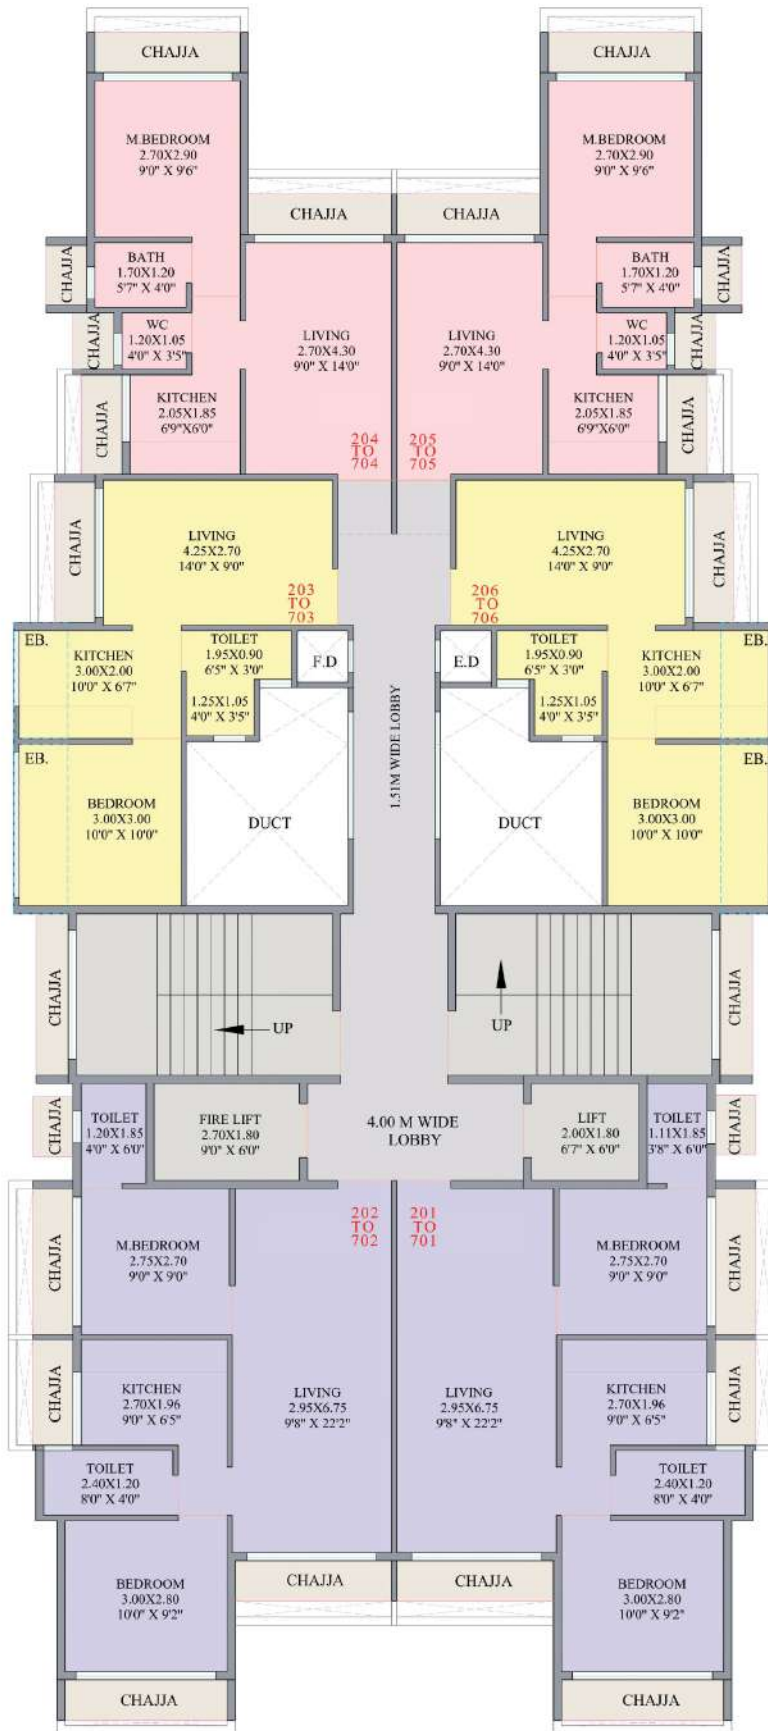 CHAJJA
CHAJJA
M.BEDROOM
2.70X2.90
9'0" X 9'6"
M.BEDROOM
2.70X2.90
9'0" X 9'6"
CHAJJA
CHAJJA
CHAJJA
BATH
1.70X1.20
5'7" X 4'0"
BATH
1.70X1.20
5'7" X 4'0"
CHAJJA
CHAJJA
WC
1.20X1.05
4'0" X 3'5"
LIVING
2.70X4.30
9'0" X 14'0"
LIVING
2.70X4.30
9'0" X 14'0"
WC
1.20X1.05
4'0" X 3'5"
CHAJJA
CHAJJA
KITCHEN
2.05X1.85
6'9"X6'0"
KITCHEN
2.05X1.85
6'9"X6'0"
CHAJJA
204
TO
704
205
TO
705
CHAJJA
LIVING
4.25X2.70
14'0" X 9'0"
LIVING
4.25X2.70
14'0" X 9'0"
CHAJJA
203
TO
703
206
TO
706
EB.
KITCHEN
3.00X2.00
10'0" X 6'7"
TOILET
1.95X0.90
6'5" X 3'0"
1.25X1.05
4'0" X 3'5"
F.D
E.D
TOILET
1.95X0.90
6'5" X 3'0"
1.25X1.05
4'0" X 3'5"
KITCHEN
3.00X2.00
10'0" X 6'7"
EB.
1.51M WIDE LOBBY
EB.
BEDROOM
3.00X3.00
10'0" X 10'0"
DUCT
DUCT
BEDROOM
3.00X3.00
10'0" X 10'0"
EB.
CHAJJA
UP
UP
CHAJJA
CHAJJA
TOILET
1.20X1.85
4'0" X 6'0"
FIRE LIFT
2.70X1.80
9'0" X 6'0"
4.00 M WIDE
LOBBY
LIFT
2.00X1.80
6'7" X 6'0"
TOILET
1.11X1.85
3'8" X 6'0"
CHAJJA
202
TO
702
201
TO
701
CHAJJA
M.BEDROOM
2.75X2.70
9'0" X 9'0"
M.BEDROOM
2.75X2.70
9'0" X 9'0"
CHAJJA
CHAJJA
KITCHEN
2.70X1.96
9'0" X 6'5"
LIVING
2.95X6.75
9'8" X 22'2"
LIVING
2.95X6.75
9'8" X 22'2"
KITCHEN
2.70X1.96
9'0" X 6'5"
CHAJJA
TOILET
2.40X1.20
8'0" X 4'0"
TOILET
2.40X1.20
8'0" X 4'0"
BEDROOM
3.00X2.80
10'0" X 9'2"
CHAJJA
CHAJJA
BEDROOM
3.00X2.80
10'0" X 9'2"
CHAJJA
CHAJJA